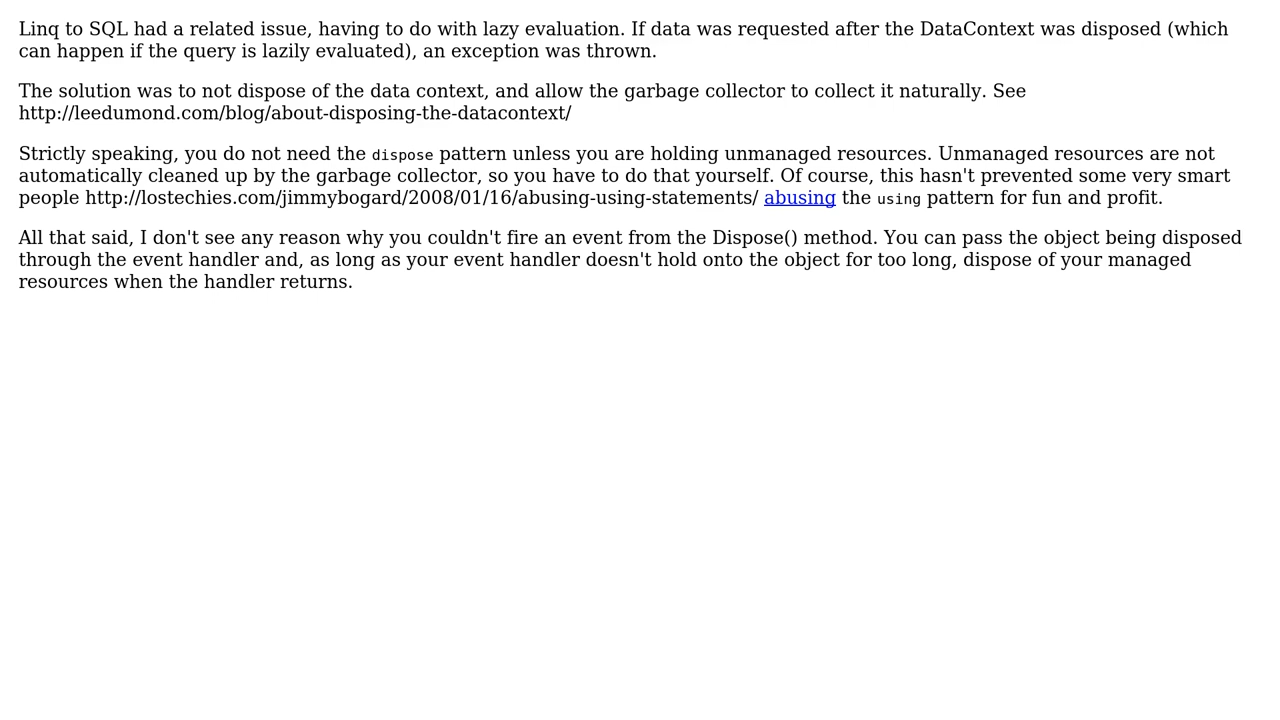 Linq to SQL had a related issue, having to do with lazy evaluation. If data was requested after the DataContext was disposed (which
can happen if the query is lazily evaluated), an exception was thrown.
The solution was to not dispose of the data context, and allow the garbage collector to collect it naturally. See
http://leedumond.com/blog/about-disposing-the-datacontext/
Strictly speaking, you do not need the dispose pattern unless you are holding unmanaged resources. Unmanaged resources are not
automatically cleaned up by the garbage collector, so you have to do that yourself. Of course, this hasn't prevented some very smart
people http://lostechies.com/jimmybogard/2008/01/16/abusing-using-statements/ abusing the using pattern for fun and profit.
All that said, I don't see any reason why you couldn't fire an event from the Dispose() method. You can pass the object being disposed
through the event handler and, as long as your event handler doesn't hold onto the object for too long, dispose of your managed
resources when the handler returns.